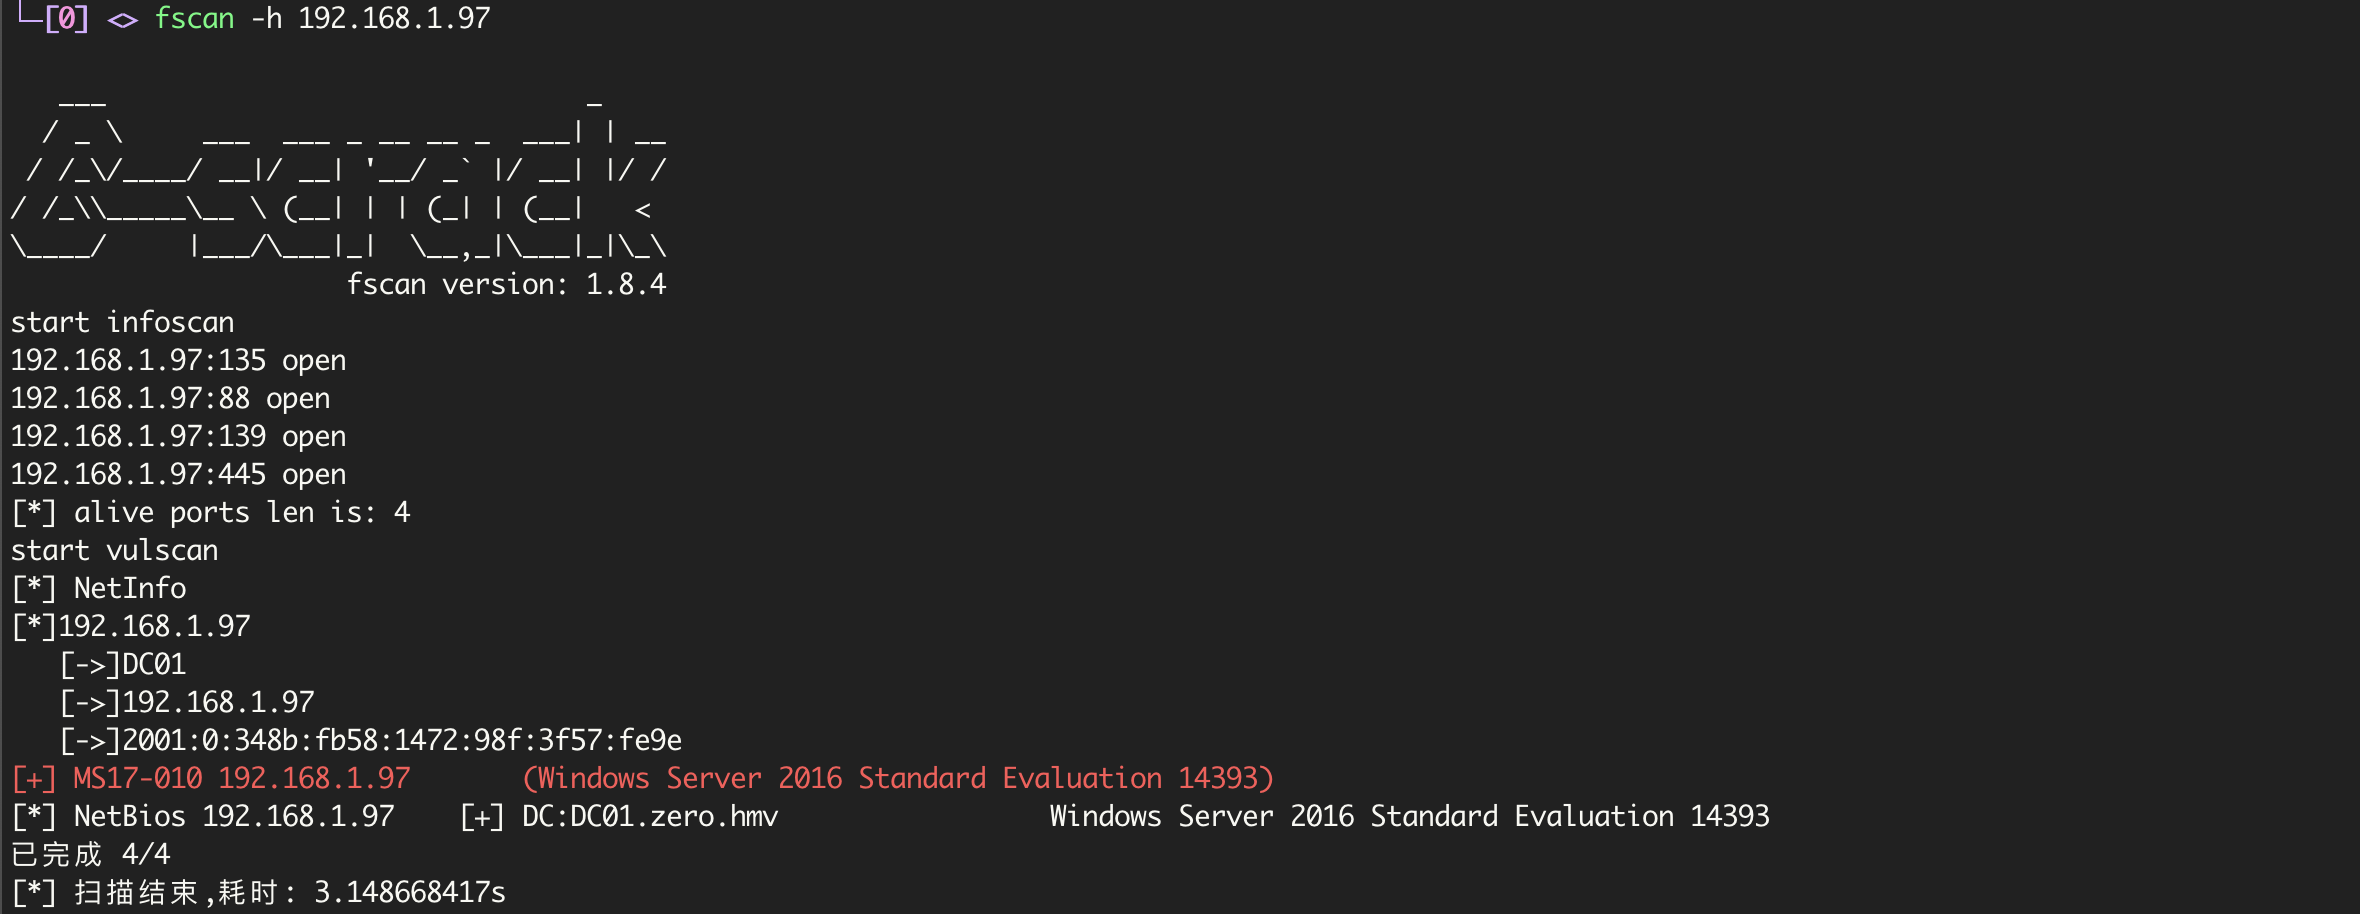 └─[0] <> fscan -h 192.168.1.97
   ___                              _
  / _ \     ___  ___ _ __ __ _  ___| | __
 / /_\/____/ __|/ __| '__/ _` |/ __| |/ /
/ /_\\_____\__ \ (__| | | (_| | (__|   <
\____/     |___/\___|_|  \__,_|\___|_|\_\
                     fscan version: 1.8.4
start infoscan
192.168.1.97:135 open
192.168.1.97:88 open
192.168.1.97:139 open
192.168.1.97:445 open
[*] alive ports len is: 4
start vulscan
[*] NetInfo
[*]192.168.1.97
   [->]DC01
   [->]192.168.1.97
   [->]2001:0:348b:fb58:1472:98f:3f57:fe9e
[+] MS17-010 192.168.1.97       (Windows Server 2016 Standard Evaluation 14393)
[*] NetBios 192.168.1.97    [+] DC:DC01.zero.hmv                 Windows Server 2016 Standard Evaluation 14393
已完成 4/4
[*] 扫描结束,耗时: 3.148668417s